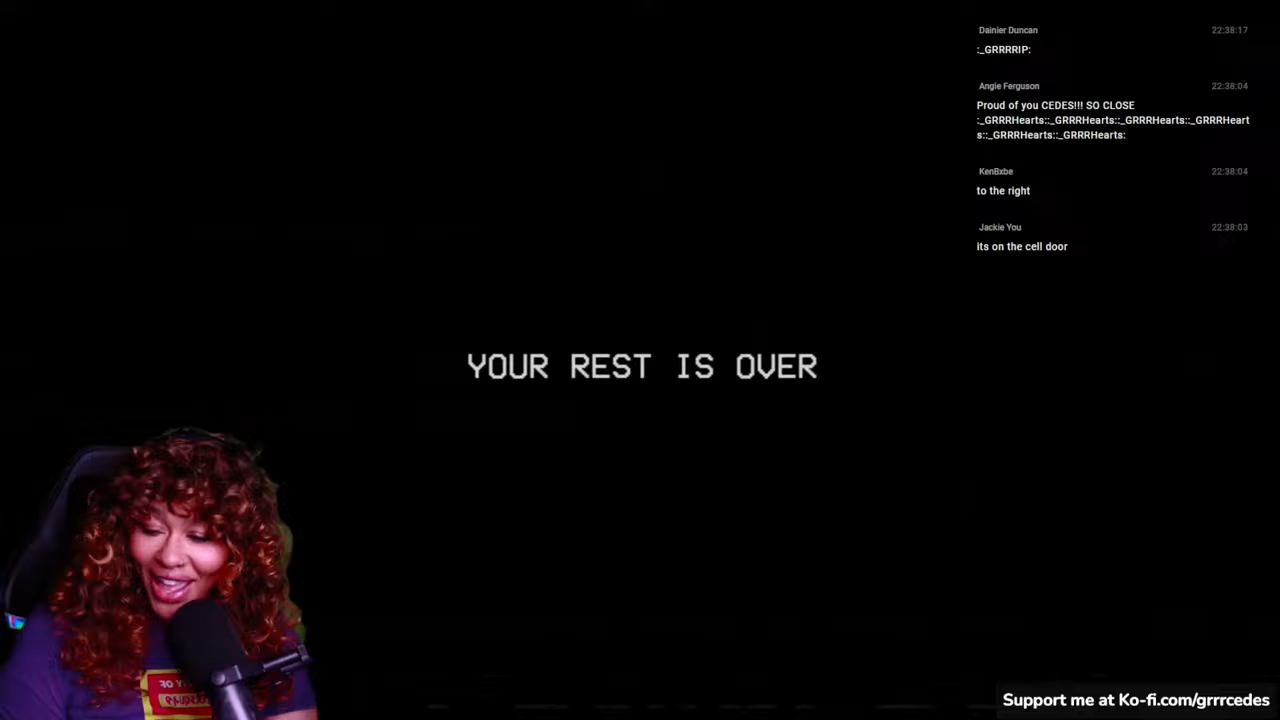 Dainier Duncan 22:38:17
:_GRRRRIP:
Angie Ferguson 22:38:04
Proud of you CEDES!!! SO CLOSE
:_GRRRHearts::_GRRRHearts::_GRRRHearts::_GRRRHeart
s::_GRRRHearts::_GRRRHearts:
KenBxbe 22:38:04
to the right
Jackie You 22:38:03
its on the cell door
YOUR REST IS OVER
Support me at Ko-fi.com/grrrcedes